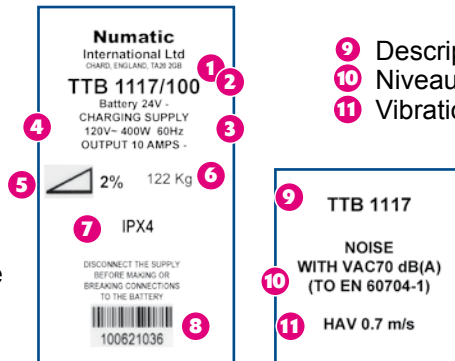 Numatic
International Ltd
CHARD, ENGLAND, TA20 2GB
1
TTB 1117/100
2
Battery 24V -
CHARGING SUPPLY
4
120V~ 400W 60Hz
3
OUTPUT 10 AMPS -
5
2%
122 Kg
6
7
IPX4
DISCONNECT THE SUPPLY
BEFORE MAKING OR
BREAKING CONNECTIONS
TO THE BATTERY
8
100621036
e
9 Descrip
10 Niveau
11 Vibratio
9
TTB 1117
NOISE
WITH VAC70 dB(A)
10
(TO EN 60704-1)
11
HAV 0.7 m/s